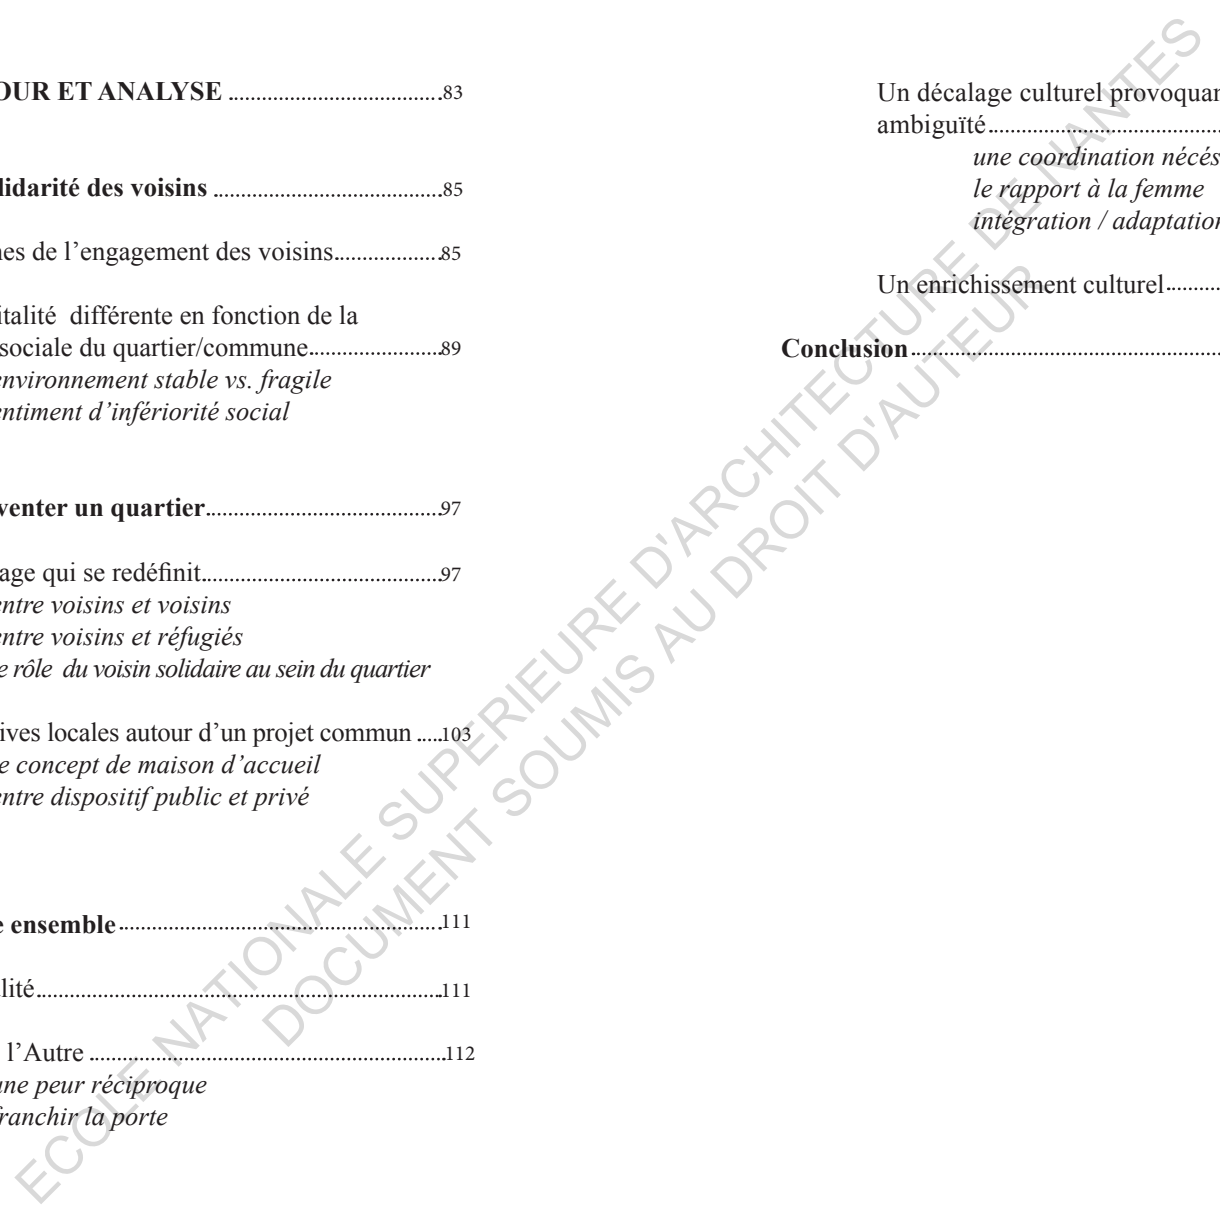 OUR ET ANALYSE ........ 83
lidarité des voisins ........ 85
nes de l’engagement des voisins ........ 85
italité différente en fonction de la
sociale du quartier/commune ........ 89
environnement stable vs. fragile
entiment d’infériorité social
venter un quartier ........ 97
age qui se redéfinit ........ 97
entre voisins et voisins
entre voisins et réfugiés
e rôle du voisin solidaire au sein du quartier
ives locales autour d’un projet commun ..... 103
e concept de maison d’accueil
entre dispositif public et privé
e ensemble ........ 111
lité ........ 111
l’Autre ........ 112
une peur réciproque
franchir la porte
Un décalage culturel provoquan
ambiguïté ........
une coordination nécés
le rapport à la femme
intégration / adaptation
Un enrichissement culturel ........
Conclusion ........
ECOLE NATIONALE SUPERIEURE D'ARCHITECTURE DE NANTES
DOCUMENT SOUMIS AU DROIT D'AUTEUR